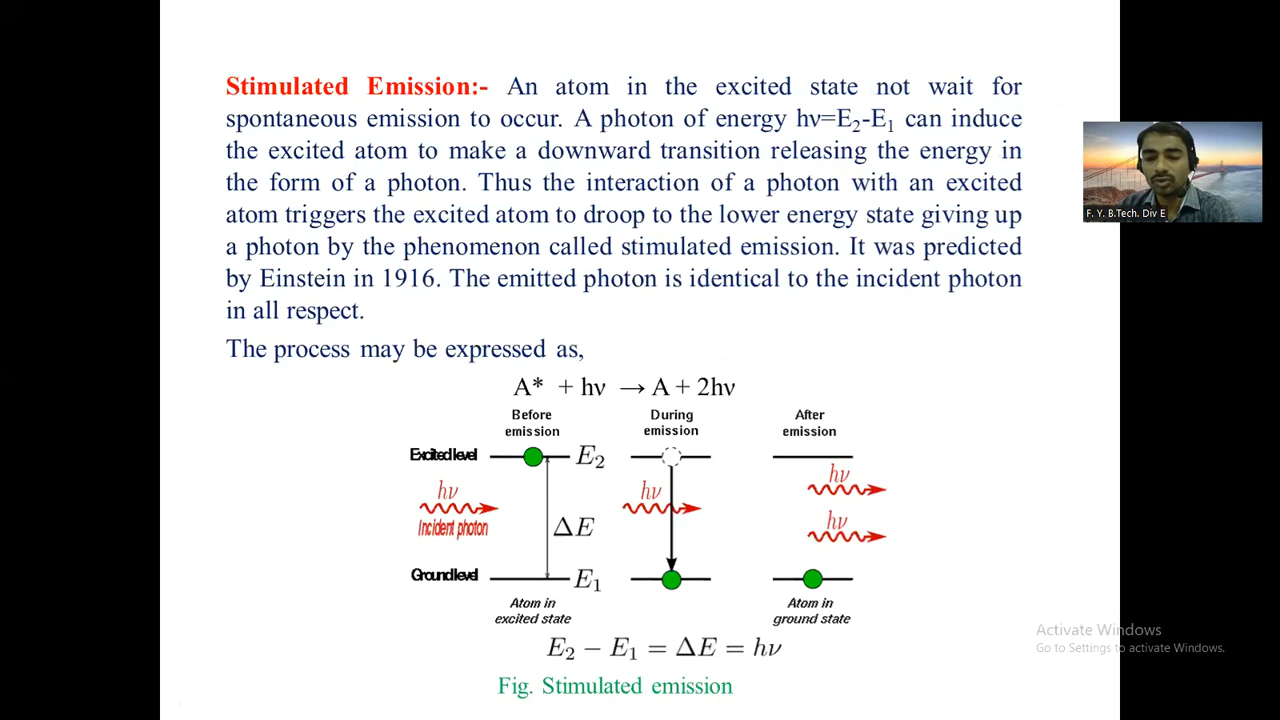 Stimulated Emission:- An atom in the excited state not wait for
spontaneous emission to occur. A photon of energy hν=E₂-E₁ can induce
the excited atom to make a downward transition releasing the energy in
the form of a photon. Thus the interaction of a photon with an excited
atom triggers the excited atom to droop to the lower energy state giving up
a photon by the phenomenon called stimulated emission. It was predicted
by Einstein in 1916. The emitted photon is identical to the incident photon
in all respect.
The process may be expressed as,
A* + hν → A + 2hν
Before emission
During emission
After emission
Excited level
E₂
hν
Incident photon
ΔE
hν
hν
hν
Ground level
E₁
Atom in excited state
Atom in ground state
E₂ − E₁ = ΔE = hν
Fig. Stimulated emission
F. Y. B.Tech. Div E
Activate Windows
Go to Settings to activate Windows.